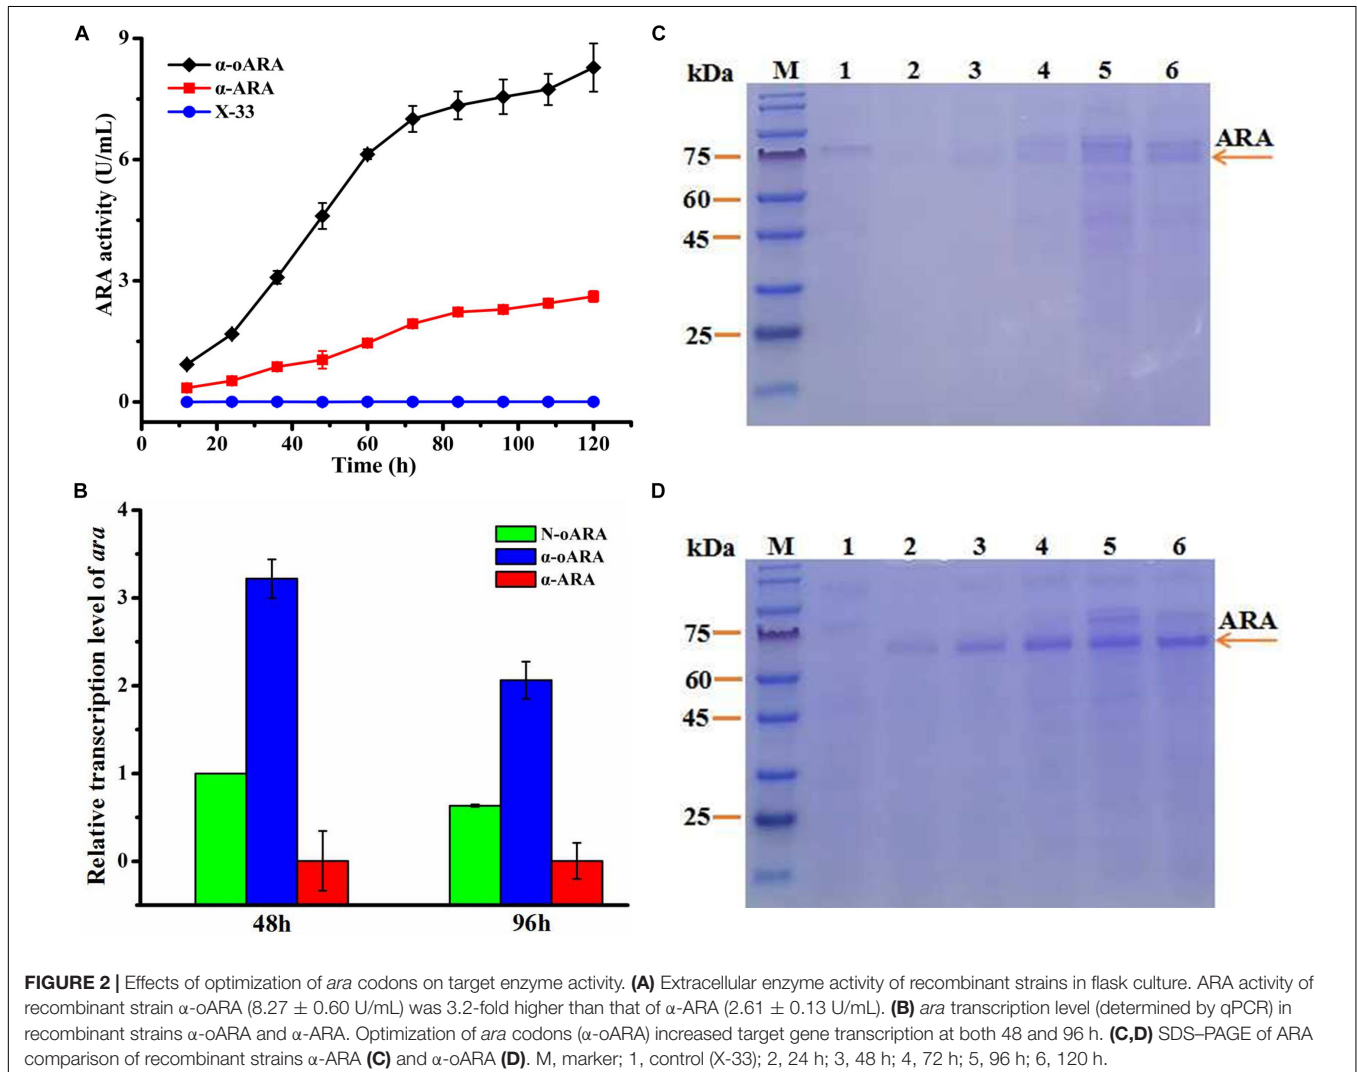 A
9
6
3
0
ARA activity (U/mL)
α-oARA
α-ARA
X-33
0 20 40 60 80 100 120
Time (h)
B
4
3
2
1
0
Relative transcription level of ara
N-oARA
α-oARA
α-ARA
48h 96h
C
kDa M 1 2 3 4 5 6
75
60
45
25
ARA
D
kDa M 1 2 3 4 5 6
75
60
45
25
ARA
FIGURE 2 | Effects of optimization of ara codons on target enzyme activity. (A) Extracellular enzyme activity of recombinant strains in flask culture. ARA activity of
recombinant strain α-oARA (8.27 ± 0.60 U/mL) was 3.2-fold higher than that of α-ARA (2.61 ± 0.13 U/mL). (B) ara transcription level (determined by qPCR) in
recombinant strains α-oARA and α-ARA. Optimization of ara codons (α-oARA) increased target gene transcription at both 48 and 96 h. (C,D) SDS–PAGE of ARA
comparison of recombinant strains α-ARA (C) and α-oARA (D). M, marker; 1, control (X-33); 2, 24 h; 3, 48 h; 4, 72 h; 5, 96 h; 6, 120 h.